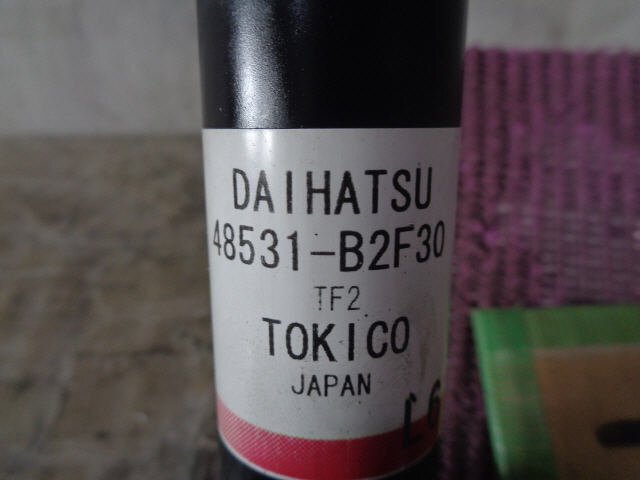 DAIHATSU
48531-B2F30
TF2
TOKICO
JAPAN